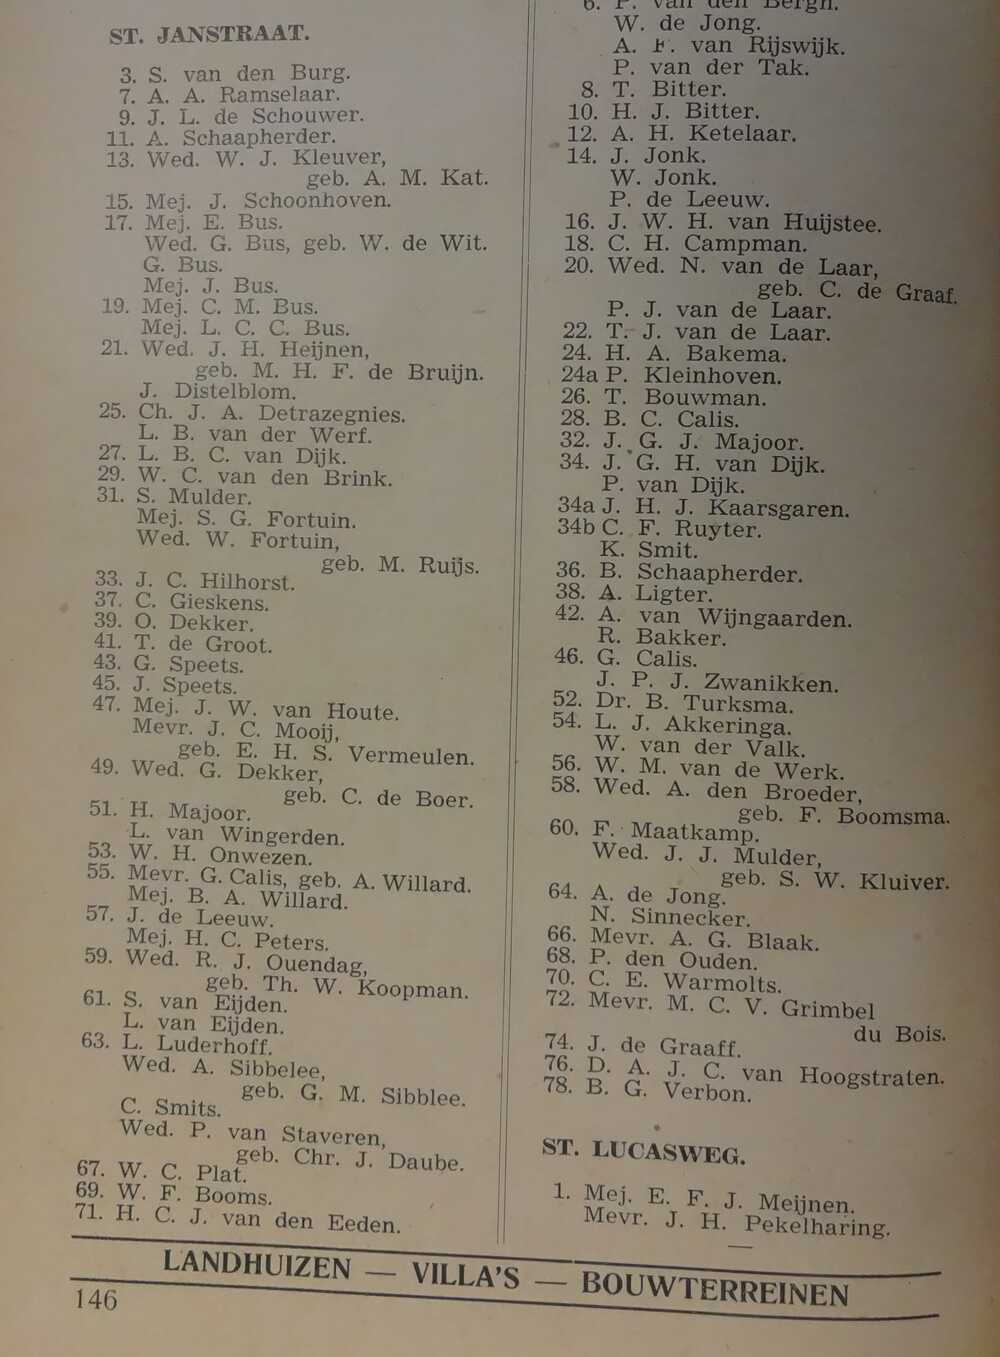 ST. JANSTRAAT.
3. S. van den Burg.
7. A. A. Ramselaar.
9. J. L. de Schouwer.
11. A. Schaapherder.
13. Wed. W. J. Kleuver,
geb. A. M. Kat.
15. Mej. J. Schoonhoven.
17. Mej. E. Bus.
Wed. G. Bus, geb. W. de Wit.
G. Bus.
Mej. J. Bus.
19. Mej. C. M. Bus.
Mej. L. C. C. Bus.
21. Wed. J. H. Heijnen,
geb. M. H. F. de Bruijn.
J. Distelblom.
25. Ch. J. A. Detrazegnies.
L. B. van der Werf.
27. L. B. C. van Dijk.
29. W. C. van den Brink.
31. S. Mulder.
Mej. S. G. Fortuin.
Wed. W. Fortuin,
geb. M. Ruijs.
33. J. C. Hilhorst.
37. C. Gieskens.
39. O. Dekker.
41. T. de Groot.
43. G. Speets.
45. J. Speets.
47. Mej. J. W. van Houte.
Mevr. J. C. Mooij,
geb. E. H. S. Vermeulen.
49. Wed. G. Dekker,
geb. C. de Boer.
51. H. Majoor.
L. van Wingerden.
53. W. H. Onwezen.
55. Mevr. G. Calis, geb. A. Willard.
Mej. B. A. Willard.
57. J. de Leeuw.
Mej. H. C. Peters.
59. Wed. R. J. Ouendag,
geb. Th. W. Koopman.
61. S. van Eijden.
L. van Eijden.
63. L. Luderhoff.
Wed. A. Sibbelee,
geb. G. M. Sibblee.
C. Smits.
Wed. P. van Staveren,
geb. Chr. J. Daube.
67. W. C. Plat.
69. W. F. Booms.
71. H. C. J. van den Eeden.
6. P. van den Bergh.
W. de Jong.
A. F. van Rijswijk.
P. van der Tak.
8. T. Bitter.
10. H. J. Bitter.
12. A. H. Ketelaar.
14. J. Jonk.
W. Jonk.
P. de Leeuw.
16. J. W. H. van Huijstee.
18. C. H. Campman.
20. Wed. N. van de Laar,
geb. C. de Graaf.
P. J. van de Laar.
22. T. J. van de Laar.
24. H. A. Bakema.
24a P. Kleinhoven.
26. T. Bouwman.
28. B. C. Calis.
32. J. G. J. Majoor.
34. J. G. H. van Dijk.
P. van Dijk.
34a J. H. J. Kaarsgaren.
34b C. F. Ruyter.
K. Smit.
36. B. Schaapherder.
38. A. Ligter.
42. A. van Wijngaarden.
R. Bakker.
46. G. Calis.
J. P. J. Zwanikken.
52. Dr. B. Turksma.
54. L. J. Akkeringa.
W. van der Valk.
56. W. M. van de Werk.
58. Wed. A. den Broeder,
geb. F. Boomsma.
60. F. Maatkamp.
Wed. J. J. Mulder,
geb. S. W. Kluiver.
64. A. de Jong.
N. Sinnecker.
66. Mevr. A. G. Blaak.
68. P. den Ouden.
70. C. E. Warmolts.
72. Mevr. M. C. V. Grimbel
du Bois.
74. J. de Graaff.
76. D. A. J. C. van Hoogstraten.
78. B. G. Verbon.
ST. LUCASWEG.
1. Mej. E. F. J. Meijnen.
Mevr. J. H. Pekelharing.
LANDHUIZEN — VILLA'S — BOUWTERREINEN
146